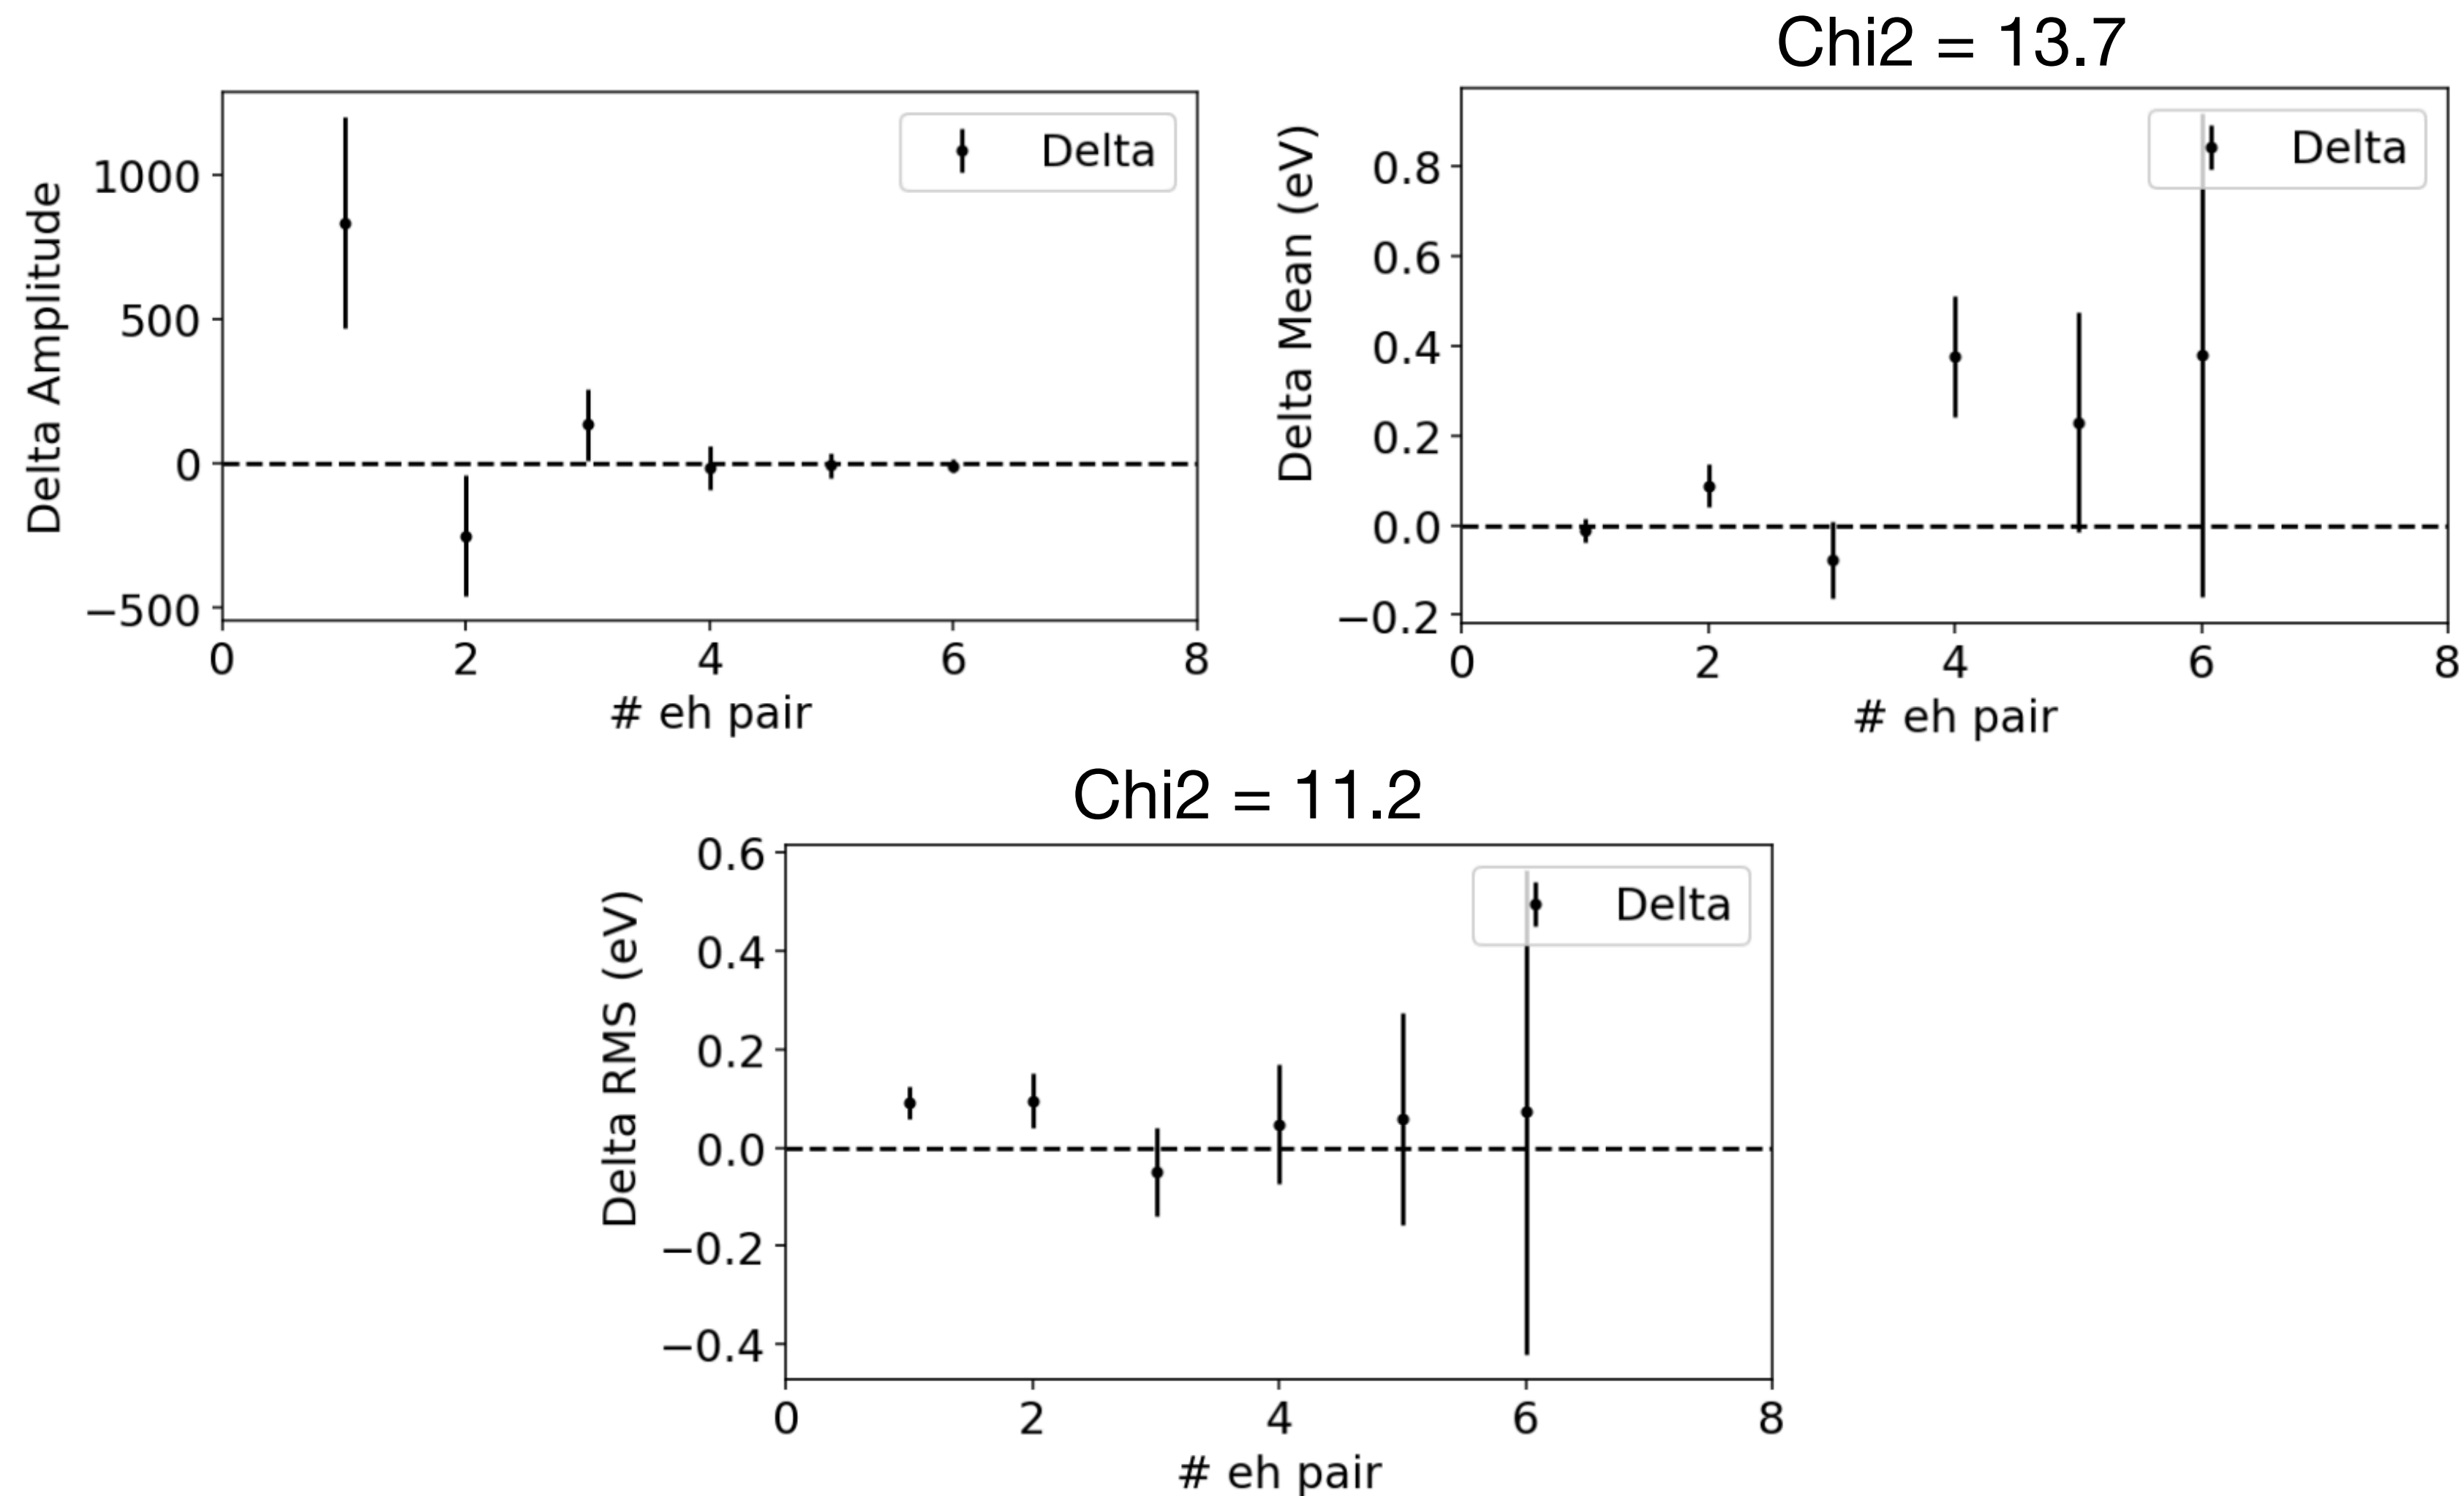 Chi2 = 13.7
Delta Amplitude
1000
500
0
−500
Delta
0 2 4 6 8
# eh pair
Delta Mean (eV)
0.8
0.6
0.4
0.2
0.0
−0.2
Delta
0 2 4 6 8
# eh pair
Chi2 = 11.2
Delta RMS (eV)
0.6
0.4
0.2
0.0
−0.2
−0.4
Delta
0 2 4 6 8
# eh pair